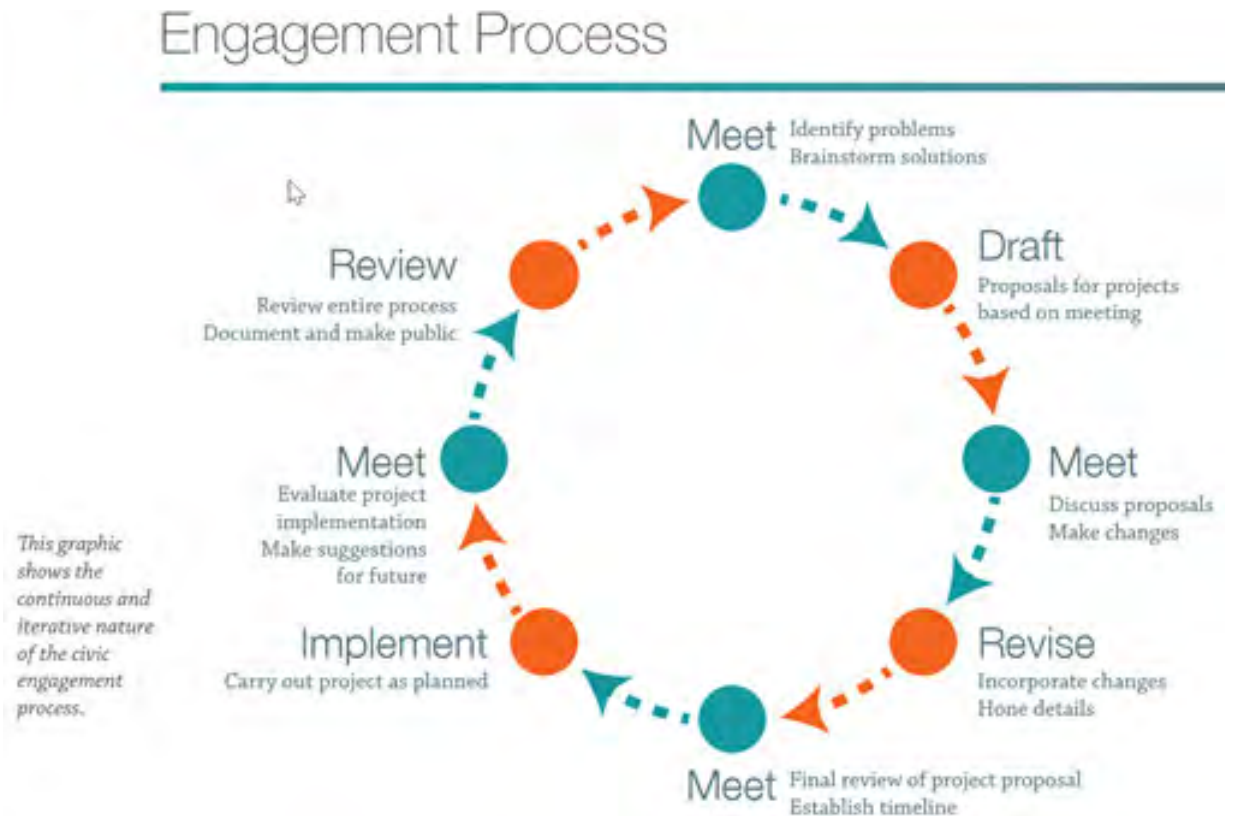 Engagement Process
Meet
Identify problems
Brainstorm solutions
Draft
Proposals for projects
based on meeting
Meet
Discuss proposals
Make changes
Revise
Incorporate changes
Hone details
Meet
Final review of project proposal
Establish timeline
Implement
Carry out project as planned
Meet
Evaluate project
implementation
Make suggestions
for future
Review
Review entire process
Document and make public
This graphic
shows the
continuous and
iterative nature
of the civic
engagement
process.